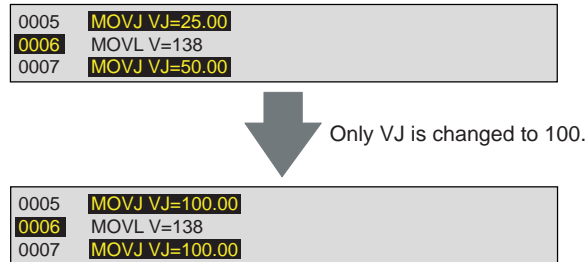 0005 MOVJ VJ=25.00
0006 MOVL V=138
0007 MOVJ VJ=50.00
Only VJ is changed to 100.
0005 MOVJ VJ=100.00
0006 MOVL V=138
0007 MOVJ VJ=100.00